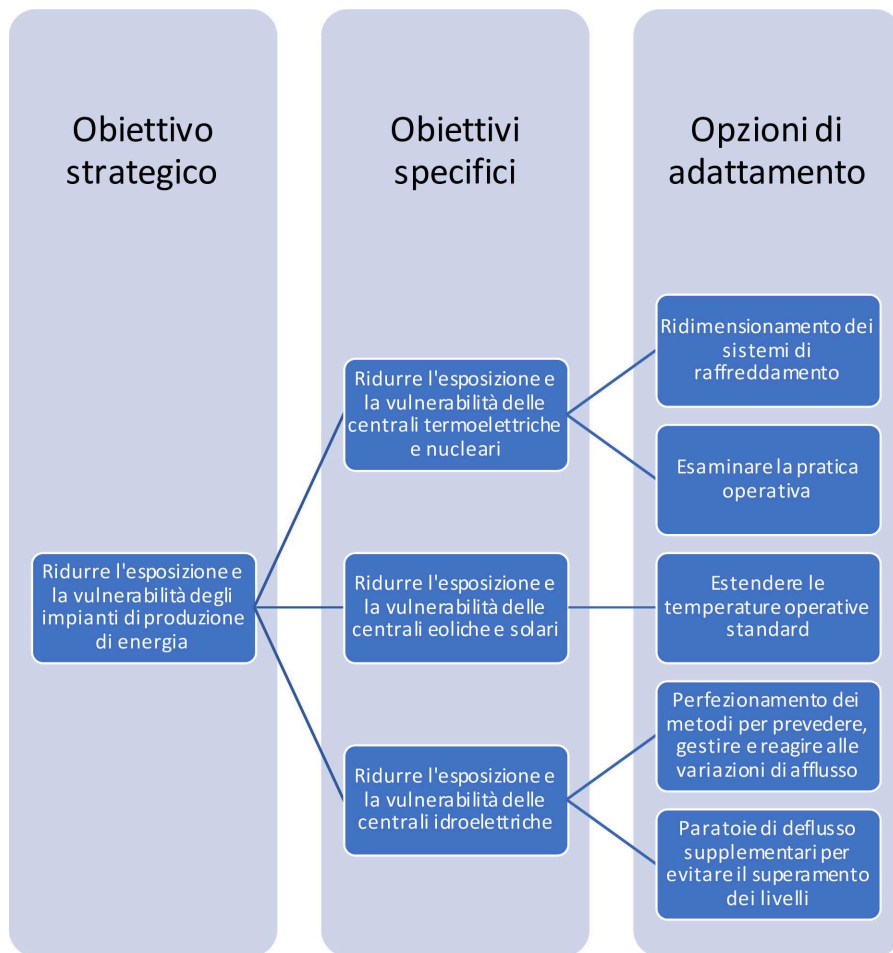 Obiettivo
strategico
Obiettivi
specifici
Opzioni di
adattamento
Ridurre l'esposizione e
la vulnerabilità degli
impianti di produzione
di energia
Ridurre l'esposizione e
la vulnerabilità delle
centrali termoelettriche
e nucleari
Ridurre l'esposizione e
la vulnerabilità delle
centrali eoliche e solari
Ridurre l'esposizione e
la vulnerabilità delle
centrali idroelettriche
Ridimensionamento dei
sistemi di
raffreddamento
Esaminare la pratica
operativa
Estendere le
temperature operative
standard
Perfezionamento dei
metodi per prevedere,
gestire e reagire alle
variazioni di afflusso
Paratoie di deflusso
supplementari per
evitare il superamento
dei livelli